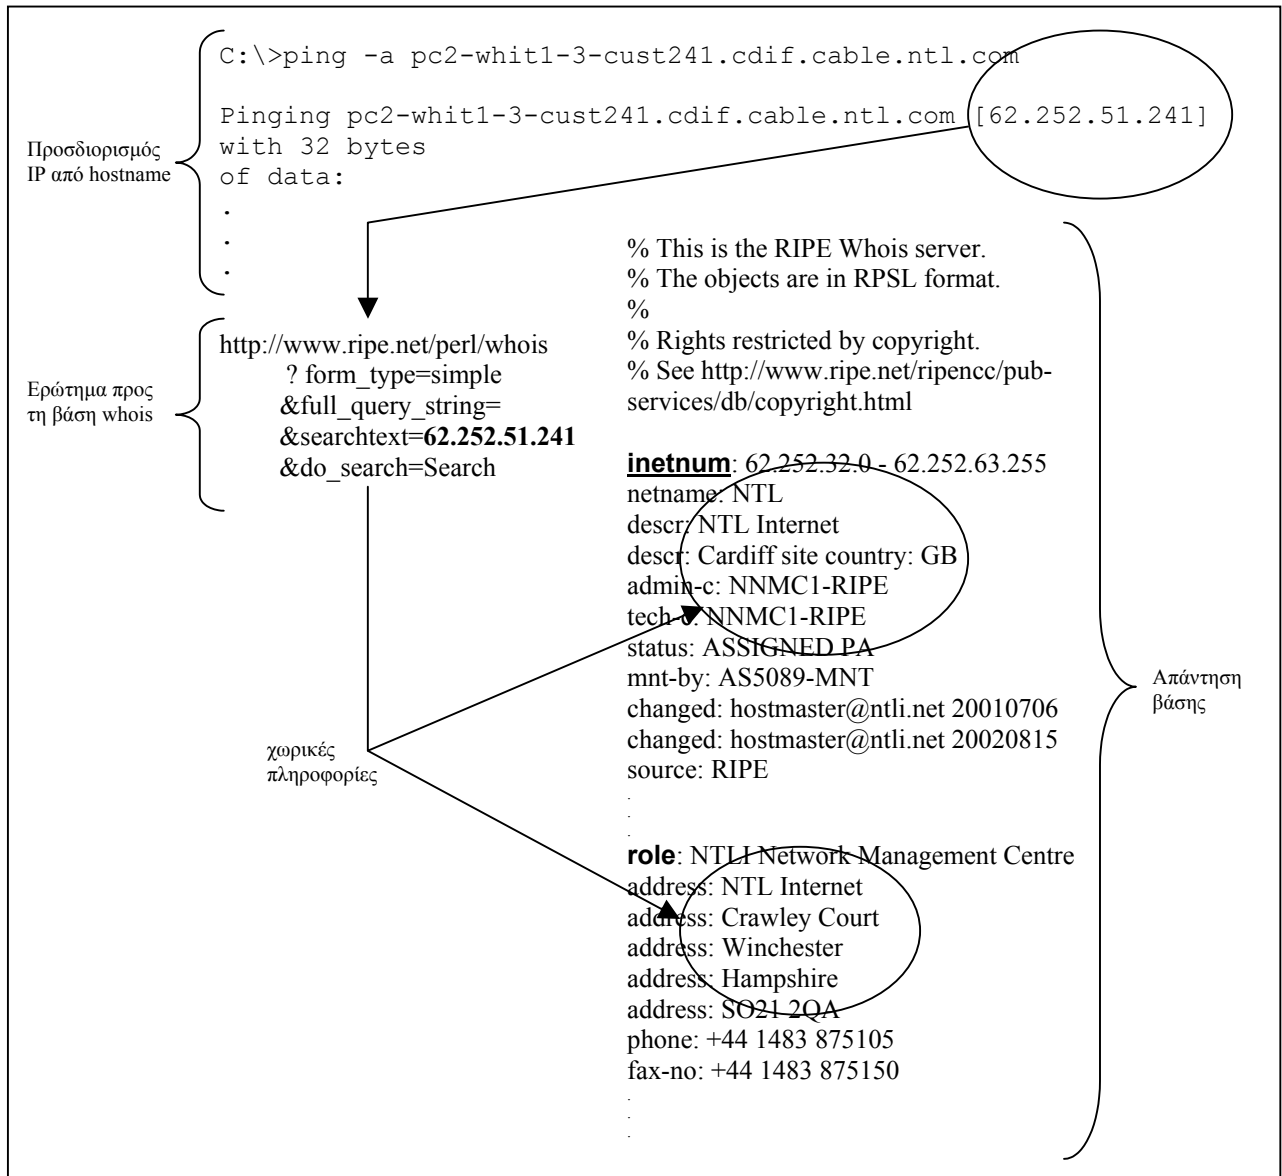 C:\>ping -a pc2-whit1-3-cust241.cdif.cable.ntl.com
Pinging pc2-whit1-3-cust241.cdif.cable.ntl.com [62.252.51.241]
with 32 bytes
of data:
.
.
.
Προσδιορισμός
IP από hostname
http://www.ripe.net/perl/whois
? form_type=simple
&full_query_string=
&searchtext=62.252.51.241
&do_search=Search
Ερώτημα προς
τη βάση whois
χωρικές
πληροφορίες
% This is the RIPE Whois server.
% The objects are in RPSL format.
%
% Rights restricted by copyright.
% See http://www.ripe.net/ripencc/pub-
services/db/copyright.html
inetnum: 62.252.32.0 - 62.252.63.255
netname: NTL
descr: NTL Internet
descr: Cardiff site country: GB
admin-c: NNMC1-RIPE
tech-c: NNMC1-RIPE
status: ASSIGNED PA
mnt-by: AS5089-MNT
changed: hostmaster@ntli.net 20010706
changed: hostmaster@ntli.net 20020815
source: RIPE
.
.
.
role: NTLI Network Management Centre
address: NTL Internet
address: Crawley Court
address: Winchester
address: Hampshire
address: SO21 2QA
phone: +44 1483 875105
fax-no: +44 1483 875150
.
.
.
Απάντηση
βάσης